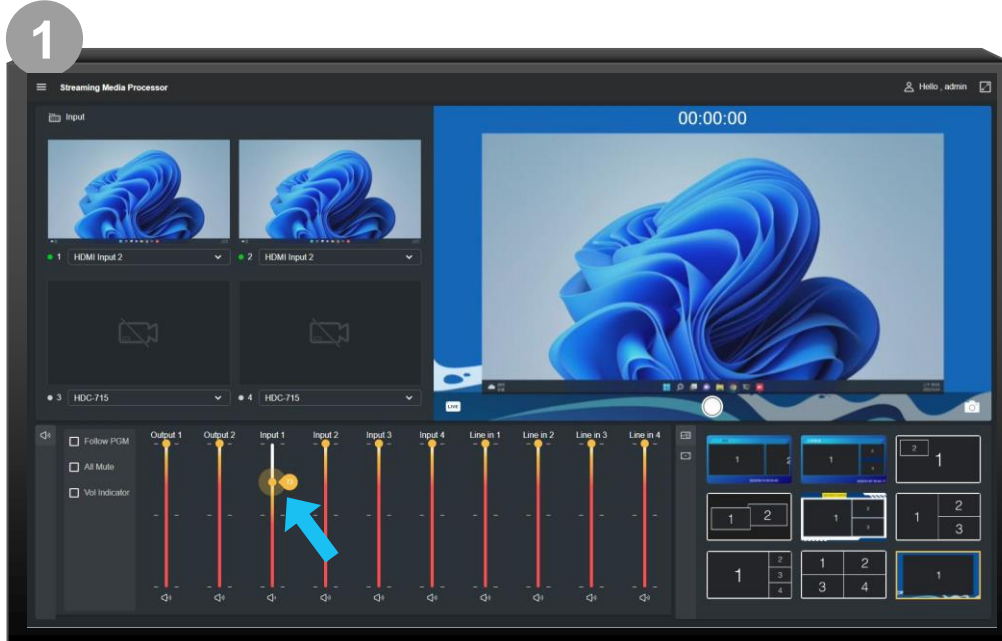 1
Streaming Media Processor
Hello , admin
Input
00:00:00
1 HDMI Input 2
2 HDMI Input 2
3 HDC-715
4 HDC-715
LIVE
Follow PGM
All Mute
Vol Indicator
Output 1 Output 2 Input 1 Input 2 Input 3 Input 4 Line in 1 Line in 2 Line in 3 Line in 4
1 2
1
2 1
1 2
1
1 2 3
1 2 3 4
1 2
3 4
1